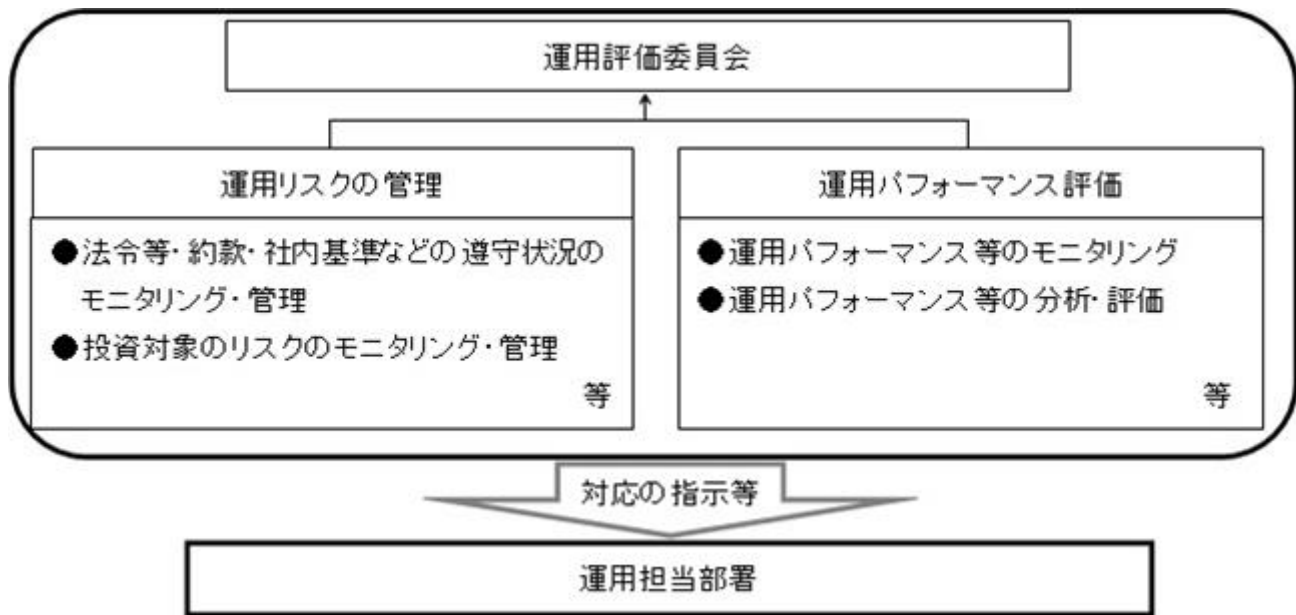 運用評価委員会
運用リスクの管理
●法令等・約款・社内基準などの遵守状況の
モニタリング・管理
●投資対象のリスクのモニタリング・管理
等
運用パフォーマンス評価
●運用パフォーマンス等のモニタリング
●運用パフォーマンス等の分析・評価
等
対応の指示等
運用担当部署